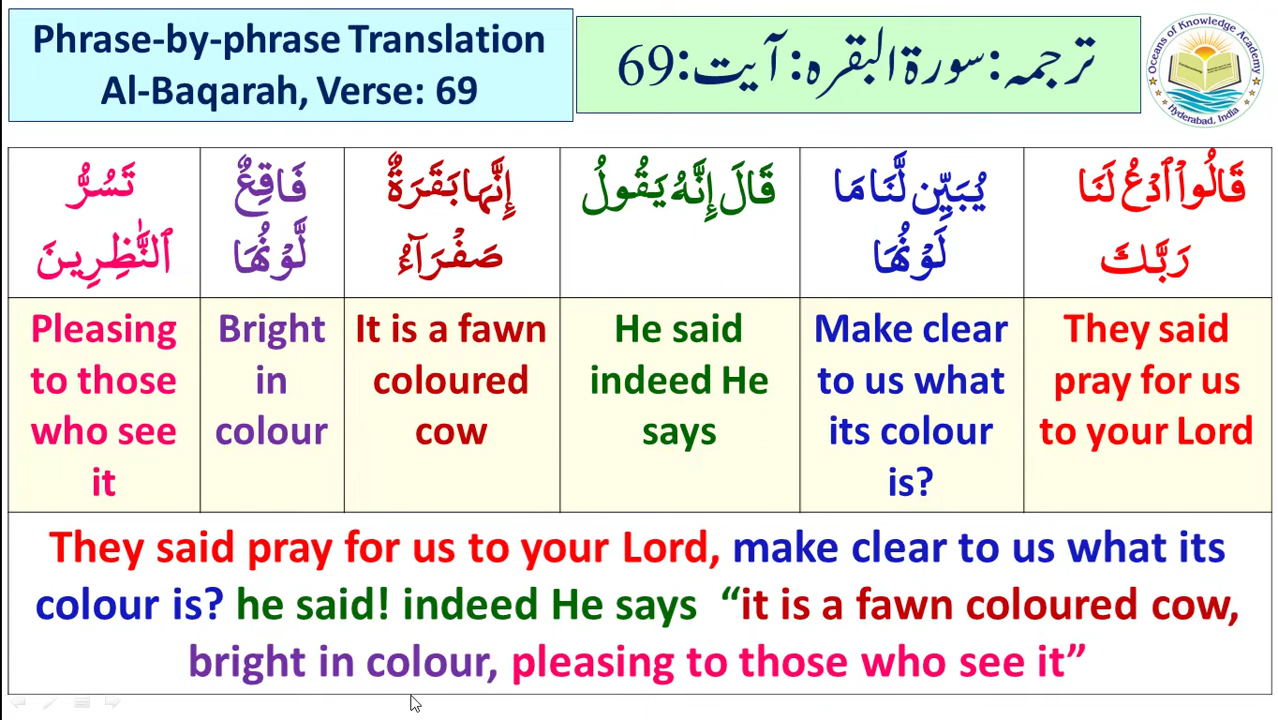 Phrase-by-phrase Translation
Al-Baqarah, Verse: 69
ترجمہ: سورۃ البقرہ: آیت: 69
Oceans of Knowledge Academy
Hyderabad, India
قَالُوا۟ ٱدْعُ لَنَا
رَبَّكَ
يُبَيِّن لَّنَا مَا
لَوْنُهَا
قَالَ إِنَّهُۥ يَقُولُ
إِنَّهَا بَقَرَةٌ
صَفْرَآءُ
فَاقِعٌ
لَّوْنُهَا
تَسُرُّ
ٱلنَّٰظِرِينَ
They said
pray for us
to your Lord
Make clear
to us what
its colour
is?
He said
indeed He
says
It is a fawn
coloured
cow
Bright
in
colour
Pleasing
to those
who see
it
They said pray for us to your Lord, make clear to us what its
colour is? he said! indeed He says “it is a fawn coloured cow,
bright in colour, pleasing to those who see it”